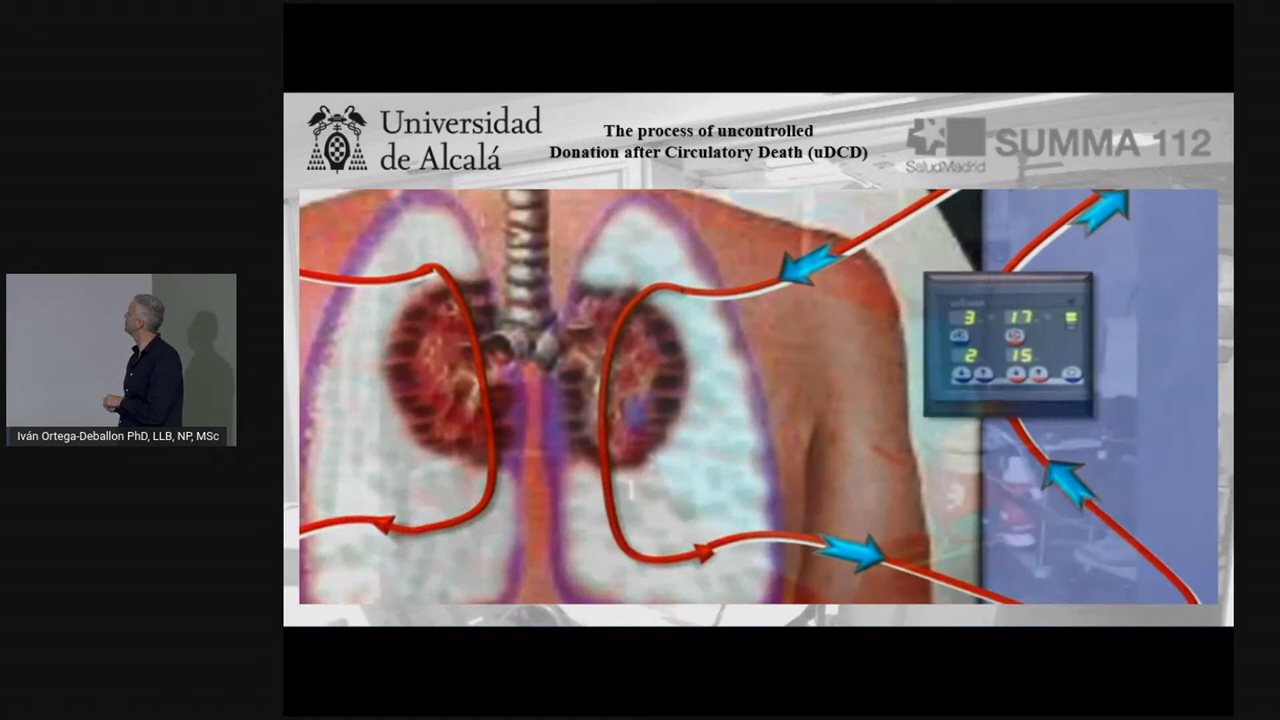 Universidad
de Alcalá
The process of uncontrolled
Donation after Circulatory Death (uDCD)
SaludMadrid
SUMMA 112
3 17
2 15
Iván Ortega-Deballon PhD, LLB, NP, MSc